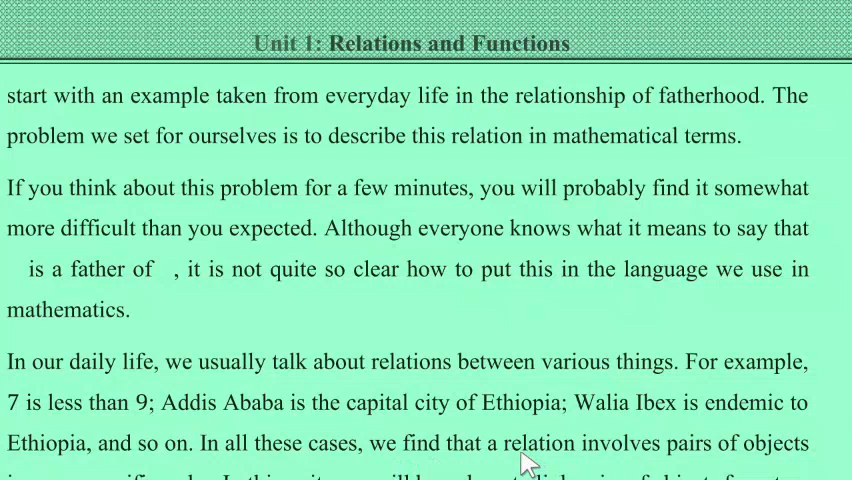 Unit 1: Relations and Functions
start with an example taken from everyday life in the relationship of fatherhood. The
problem we set for ourselves is to describe this relation in mathematical terms.
If you think about this problem for a few minutes, you will probably find it somewhat
more difficult than you expected. Although everyone knows what it means to say that
is a father of , it is not quite so clear how to put this in the language we use in
mathematics.
In our daily life, we usually talk about relations between various things. For example,
7 is less than 9; Addis Ababa is the capital city of Ethiopia; Walia Ibex is endemic to
Ethiopia, and so on. In all these cases, we find that a relation involves pairs of objects